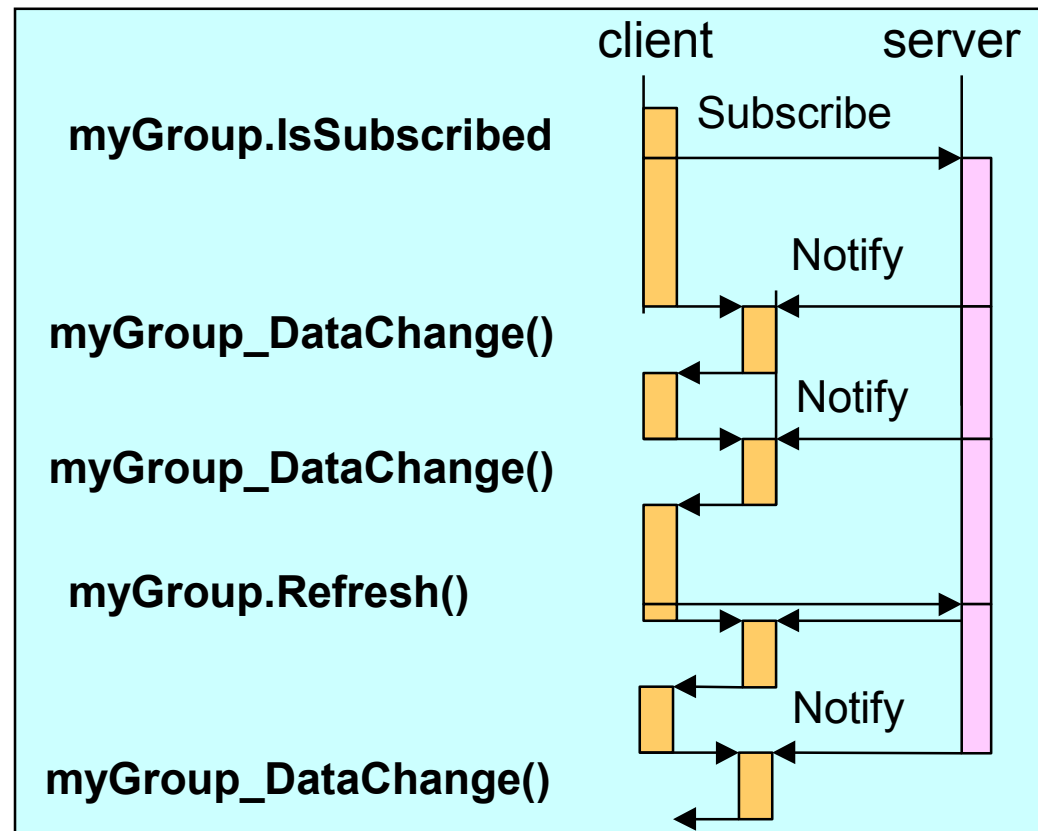 client server
Subscribe
myGroup.IsSubscribed
Notify
myGroup_DataChange()
Notify
myGroup_DataChange()
myGroup.Refresh()
Notify
myGroup_DataChange()